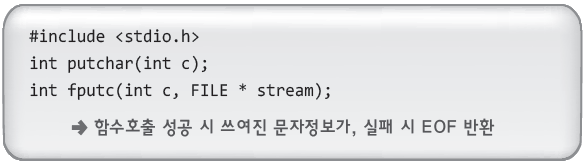 #include <stdio.h>
int putchar(int c);
int fputc(int c, FILE * stream);
➜ 함수호출 성공 시 쓰여진 문자정보가, 실패 시 EOF 반환